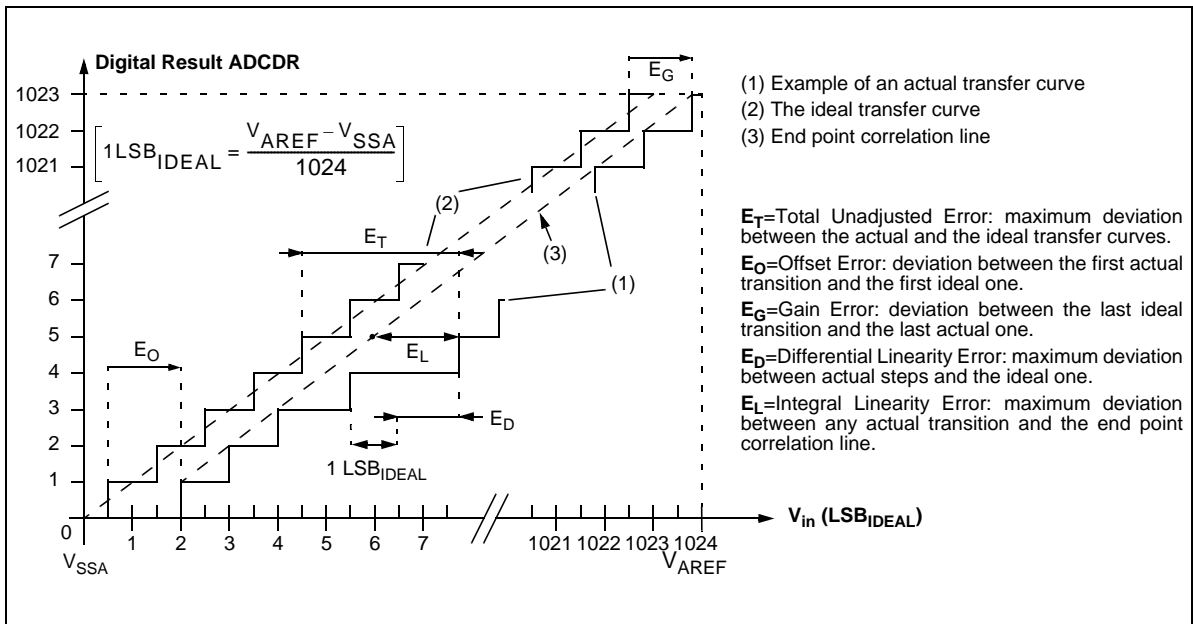 Digital Result ADCDR
E_G
1023
1022
1021
[1LSB_IDEAL = (V_AREF – V_SSA) / 1024]
(2)
E_T
(3)
(1)
7
6
5
4
3
2
1
0
E_O
E_L
E_D
1 LSB_IDEAL
1 2 3 4 5 6 7 1021 1022 1023 1024
V_in (LSB_IDEAL)
V_SSA
V_AREF
(1) Example of an actual transfer curve
(2) The ideal transfer curve
(3) End point correlation line
E_T=Total Unadjusted Error: maximum deviation
between the actual and the ideal transfer curves.
E_O=Offset Error: deviation between the first actual
transition and the first ideal one.
E_G=Gain Error: deviation between the last ideal
transition and the last actual one.
E_D=Differential Linearity Error: maximum deviation
between actual steps and the ideal one.
E_L=Integral Linearity Error: maximum deviation
between any actual transition and the end point
correlation line.